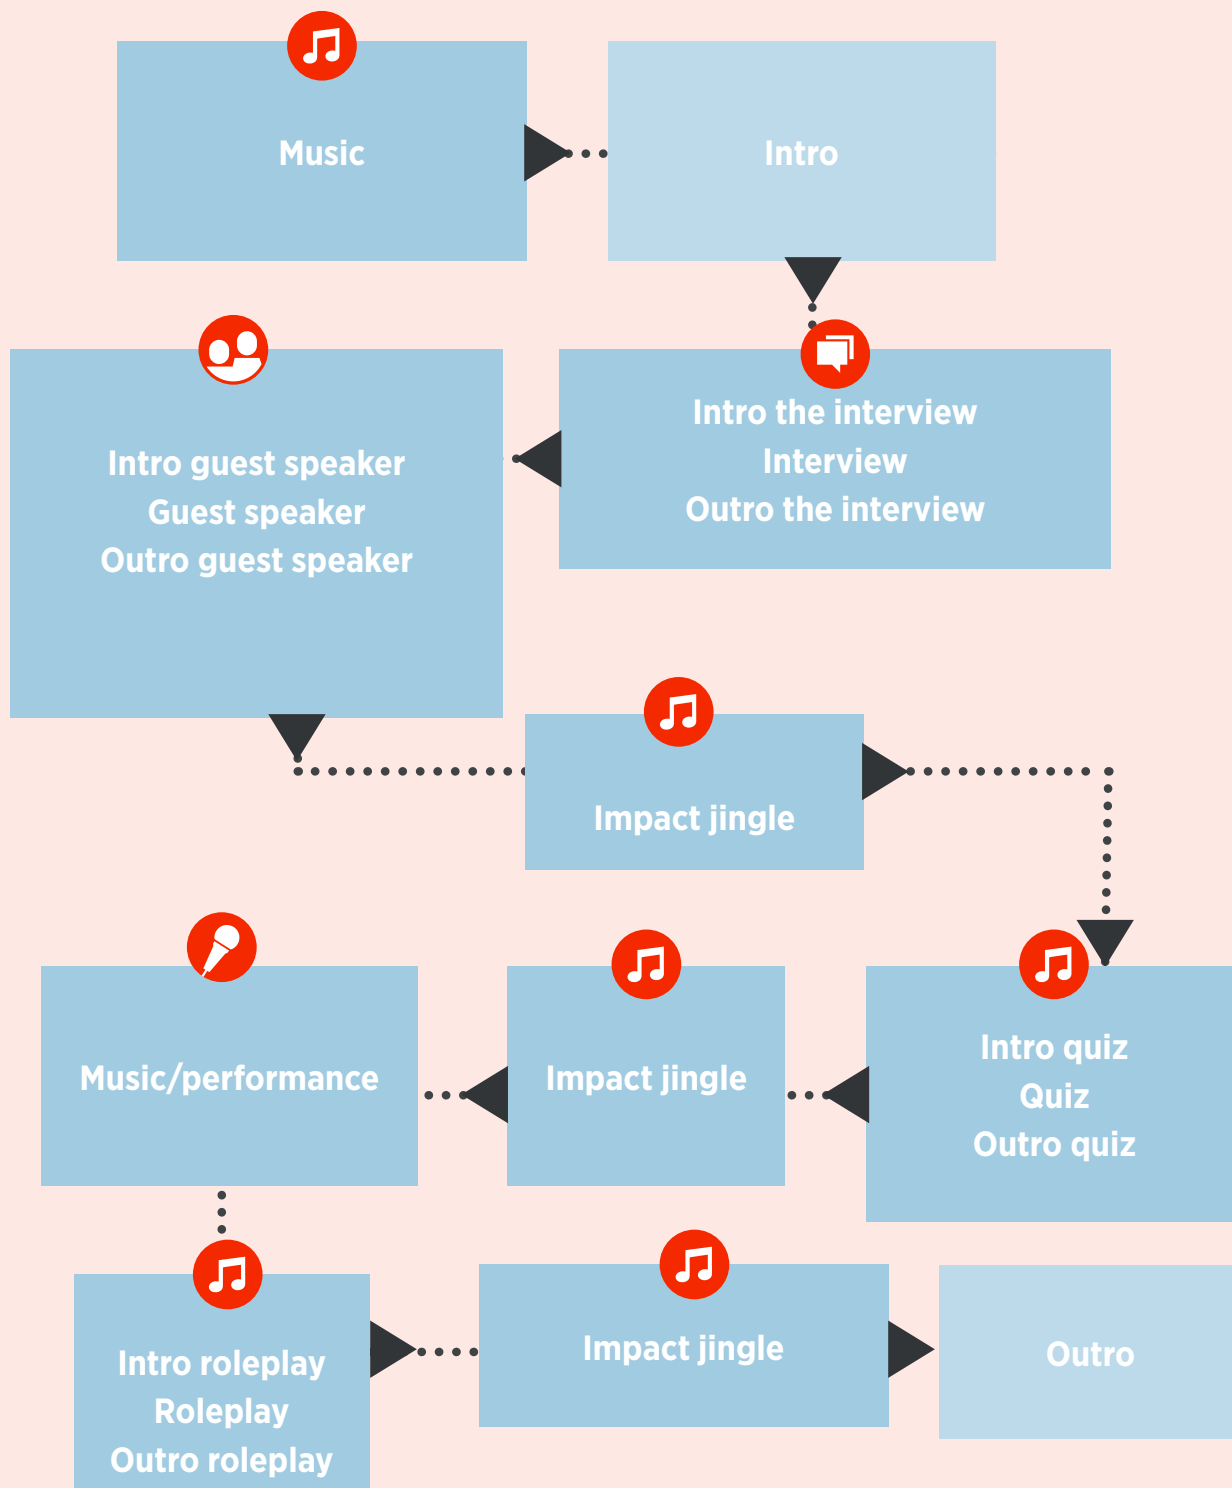 Music
Intro
Intro the interview
Interview
Outro the interview
Intro guest speaker
Guest speaker
Outro guest speaker
Impact jingle
Intro quiz
Quiz
Outro quiz
Impact jingle
Music/performance
Intro roleplay
Roleplay
Outro roleplay
Impact jingle
Outro